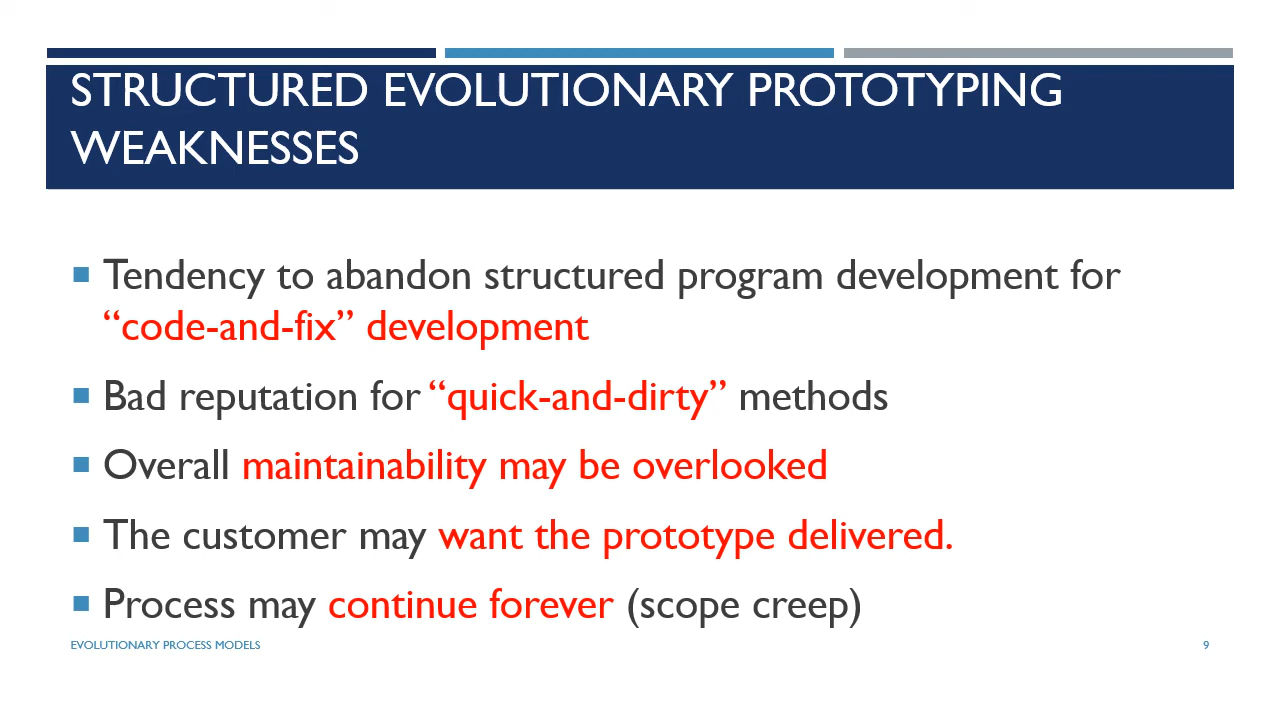 STRUCTURED EVOLUTIONARY PROTOTYPING
WEAKNESSES
Tendency to abandon structured program development for
“code-and-fix” development
Bad reputation for “quick-and-dirty” methods
Overall maintainability may be overlooked
The customer may want the prototype delivered.
Process may continue forever (scope creep)
EVOLUTIONARY PROCESS MODELS
9